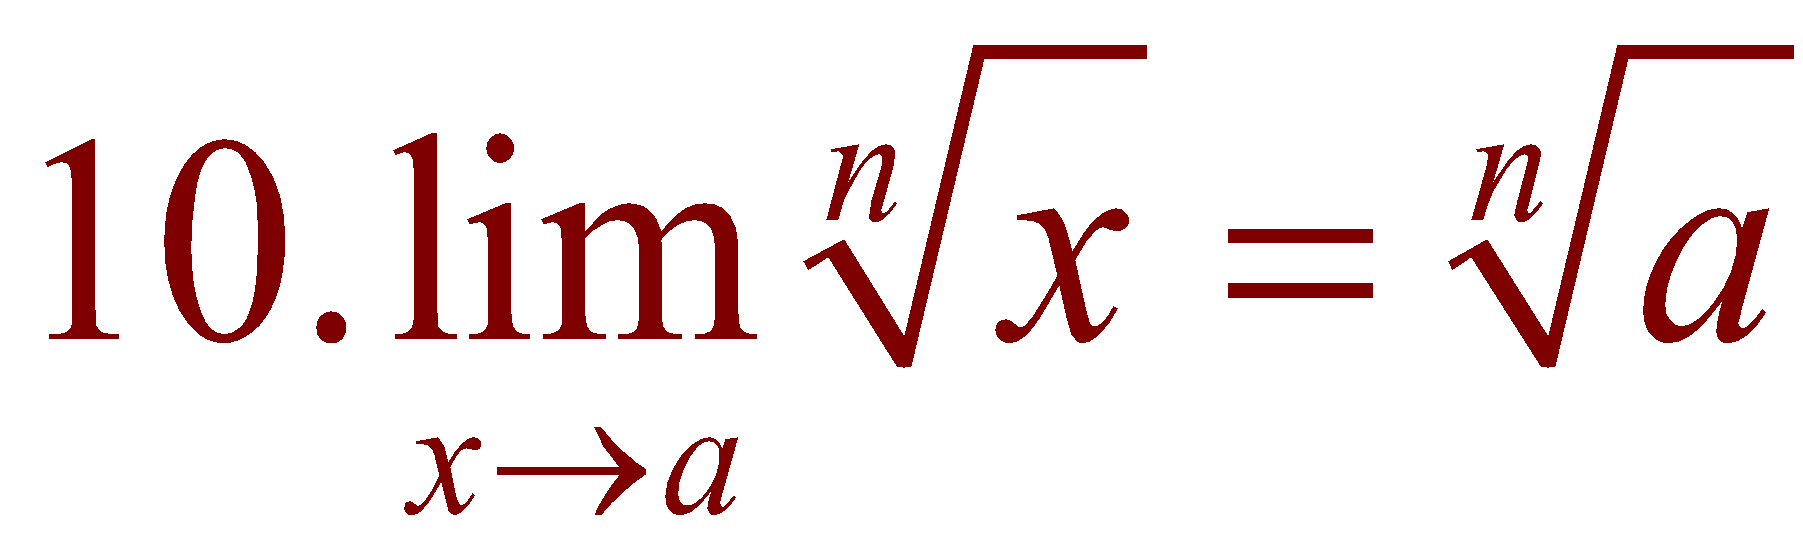 10. lim ⁿ√x = ⁿ√a
x→a